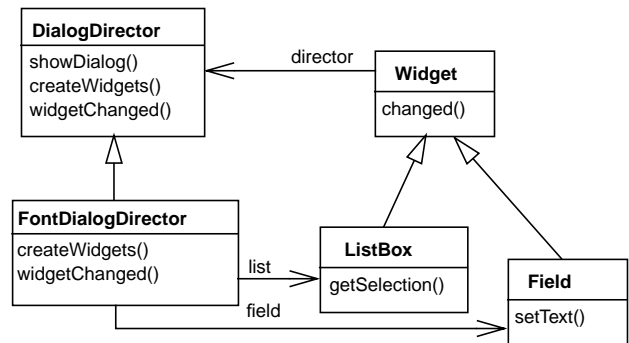 DialogDirector
showDialog()
createWidgets()
widgetChanged()
director
Widget
changed()
FontDialogDirector
createWidgets()
widgetChanged()
list
field
ListBox
getSelection()
Field
setText()